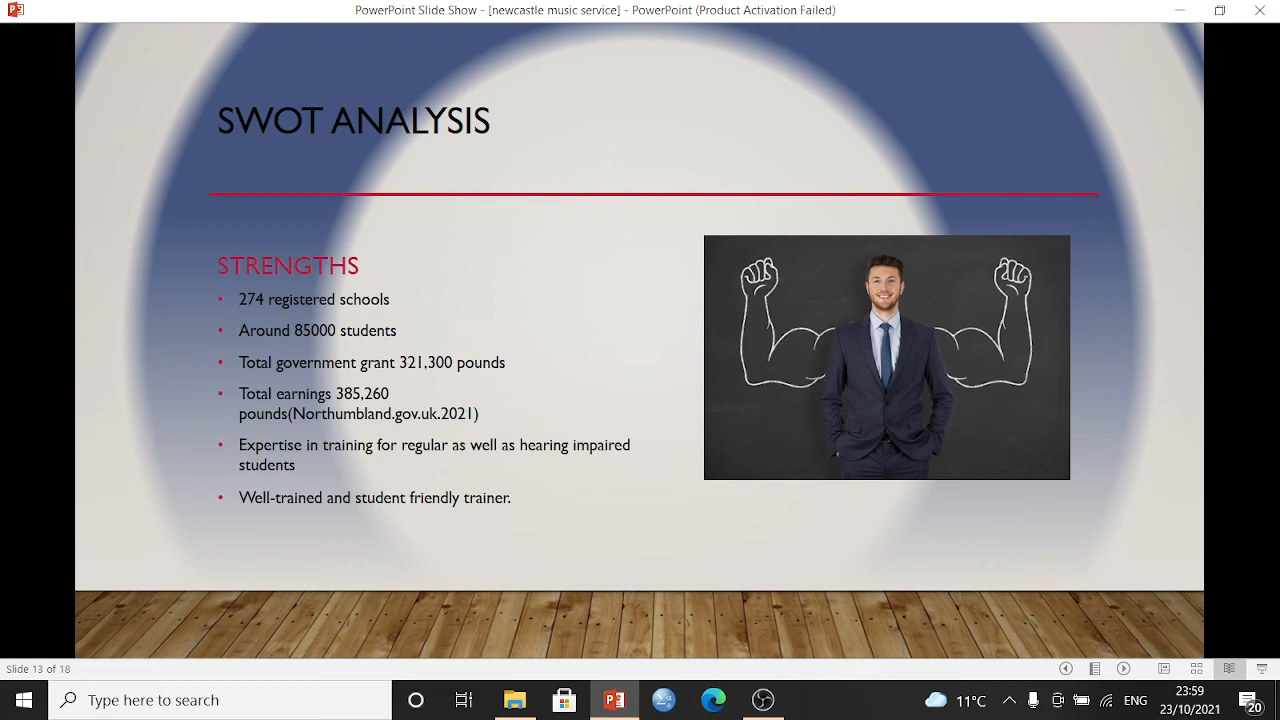 PowerPoint Slide Show - [newcastle music service] - PowerPoint (Product Activation Failed)
SWOT ANALYSIS
STRENGTHS
• 274 registered schools
• Around 85000 students
• Total government grant 321,300 pounds
• Total earnings 385,260
pounds(Northumbland.gov.uk.2021)
• Expertise in training for regular as well as hearing impaired
students
• Well-trained and student friendly trainer.
Slide 13 of 18
Type here to search
11°C
ENG
23:59
23/10/2021
20